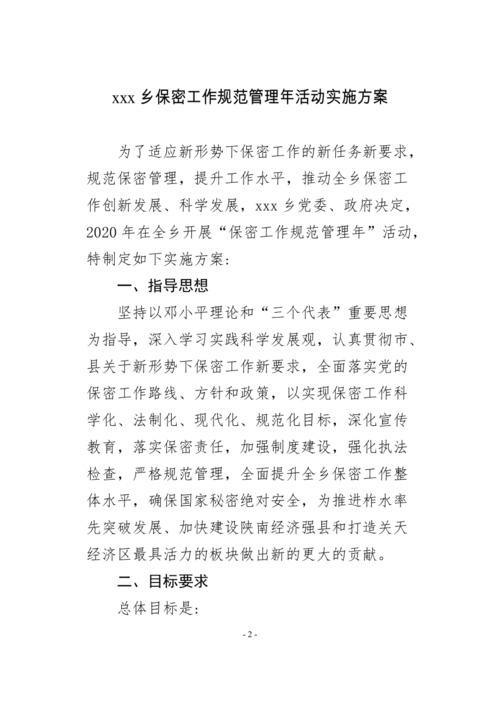 xxx 乡保密工作规范管理年活动实施方案
为了适应新形势下保密工作的新任务新要求，
规范保密管理，提升工作水平，推动全乡保密工
作创新发展、科学发展，xxx 乡党委、政府决定，
2020 年在全乡开展“保密工作规范管理年”活动，
特制定如下实施方案：
一、指导思想
坚持以邓小平理论和“三个代表”重要思想
为指导，深入学习实践科学发展观，认真贯彻市、
县关于新形势下保密工作新要求，全面落实党的
保密工作路线、方针和政策，以实现保密工作科
学化、法制化、现代化、规范化目标，深化宣传
教育，落实保密责任，加强制度建设，强化执法
检查，严格规范管理，全面提升全乡保密工作整
体水平，确保国家秘密绝对安全，为推进柞水率
先突破发展、加快建设陕南经济强县和打造关天
经济区最具活力的板块做出新的更大的贡献。
二、目标要求
总体目标是：
- 2 -